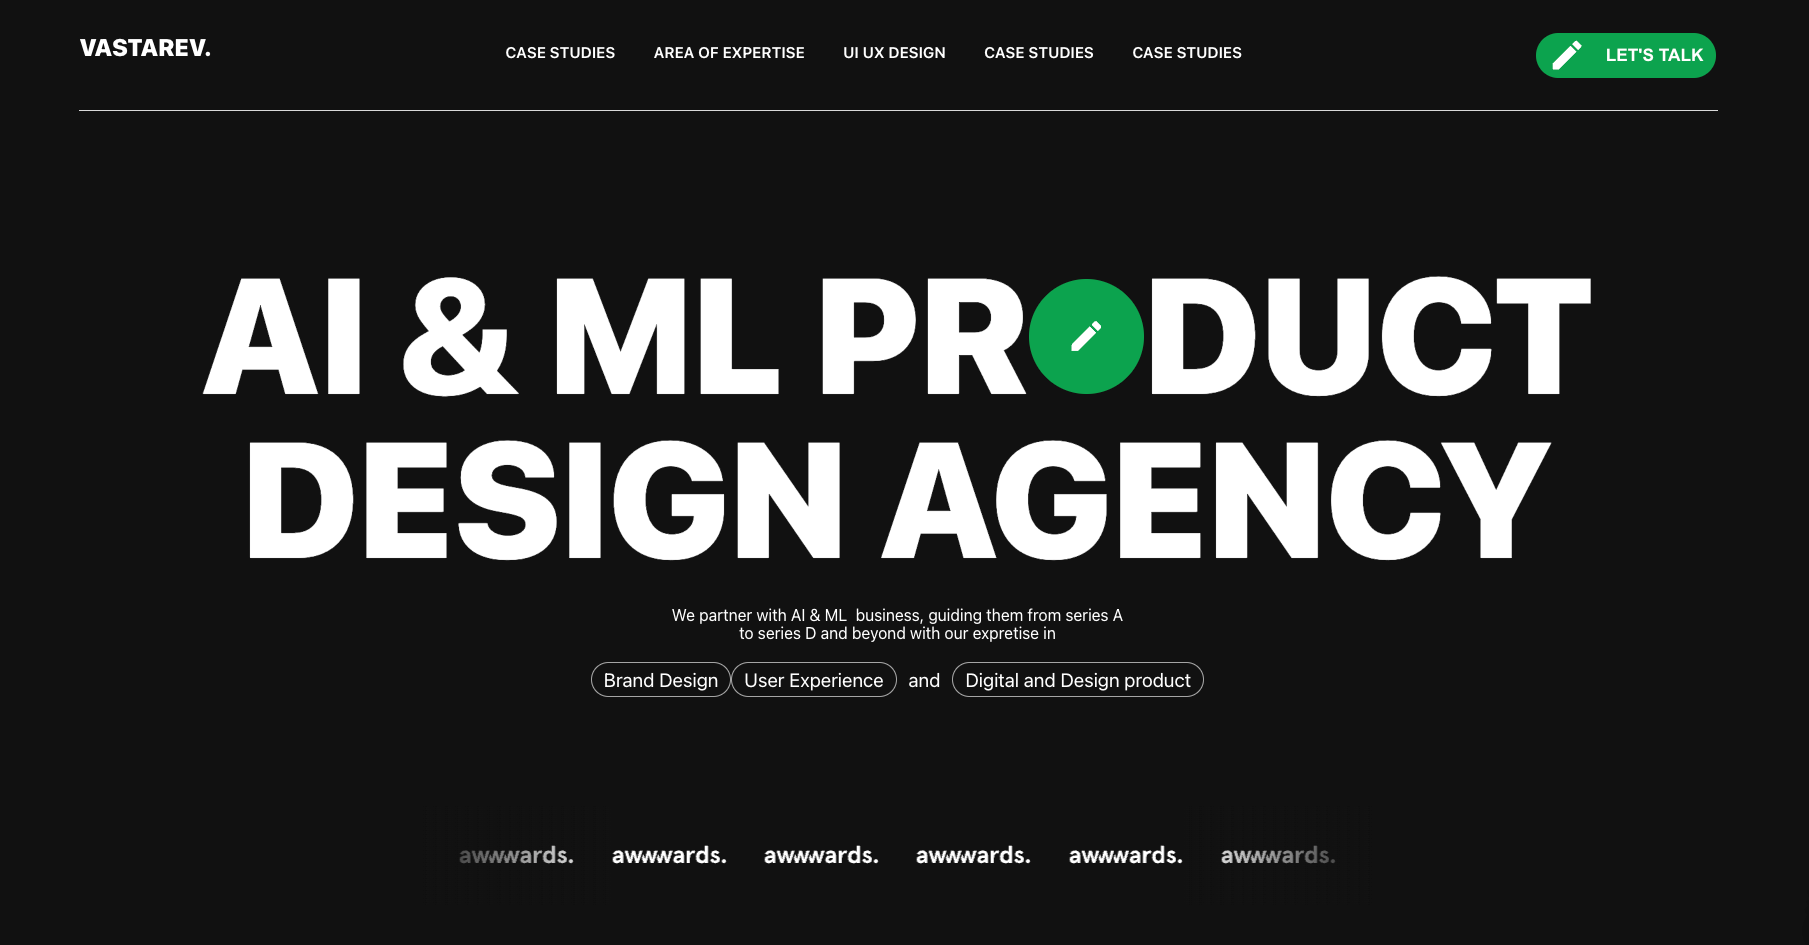 VASTAREV.
CASE STUDIES
AREA OF EXPERTISE
UI UX DESIGN
CASE STUDIES
CASE STUDIES
LET'S TALK
AI & ML PRODUCT
DESIGN AGENCY
We partner with AI & ML  business, guiding them from series A
to series D and beyond with our expretise in
Brand Design User Experience and Digital and Design product
awwwards. awwwards. awwwards. awwwards. awwwards. awwwards.